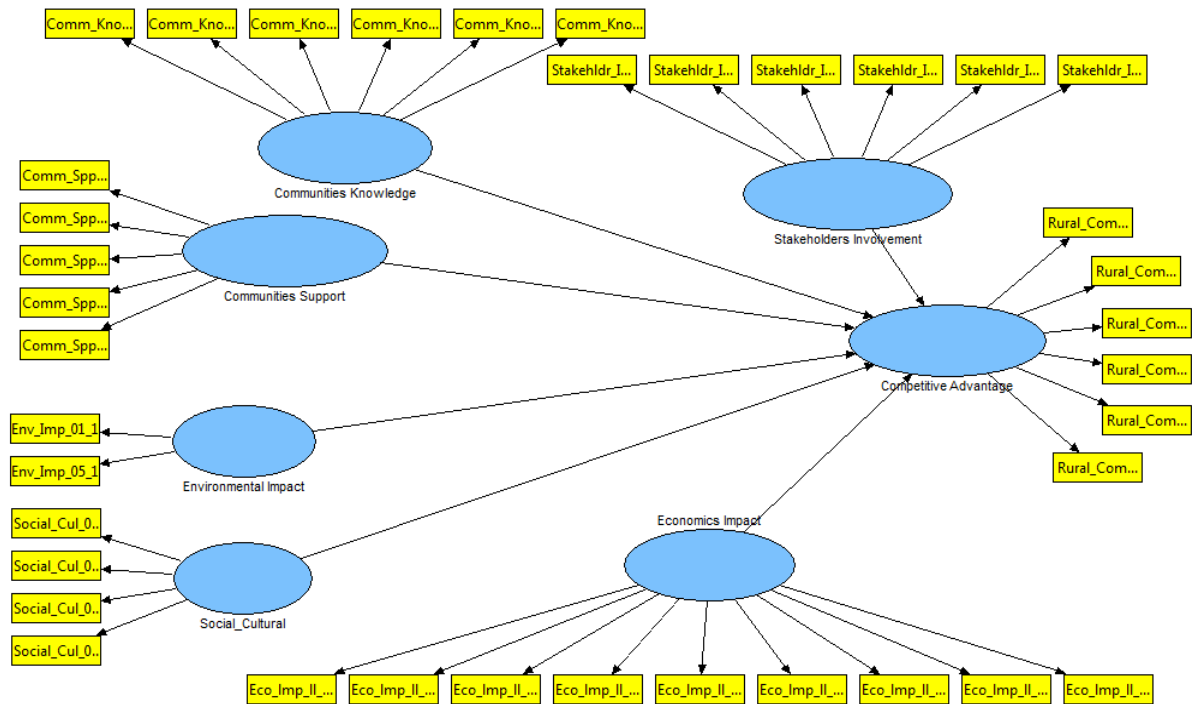 Comm_Kno...
Comm_Kno...
Comm_Kno...
Comm_Kno...
Comm_Kno...
Comm_Kno...
Stakehldr_I...
Stakehldr_I...
Stakehldr_I...
Stakehldr_I...
Stakehldr_I...
Stakehldr_I...
Communities Knowledge
Stakeholders Involvement
Comm_Spp...
Comm_Spp...
Comm_Spp...
Comm_Spp...
Comm_Spp...
Communities Support
Rural_Com...
Rural_Com...
Rural_Com...
Rural_Com...
Rural_Com...
Rural_Com...
Competitive Advantage
Env_Imp_01_1
Env_Imp_05_1
Environmental Impact
Social_Cul_0..
Social_Cul_0..
Social_Cul_0..
Social_Cul_0..
Social_Cultural
Economics Impact
Eco_Imp_II_...
Eco_Imp_II_...
Eco_Imp_II_...
Eco_Imp_II_...
Eco_Imp_II_...
Eco_Imp_II_...
Eco_Imp_II_...
Eco_Imp_II_...
Eco_Imp_II_...